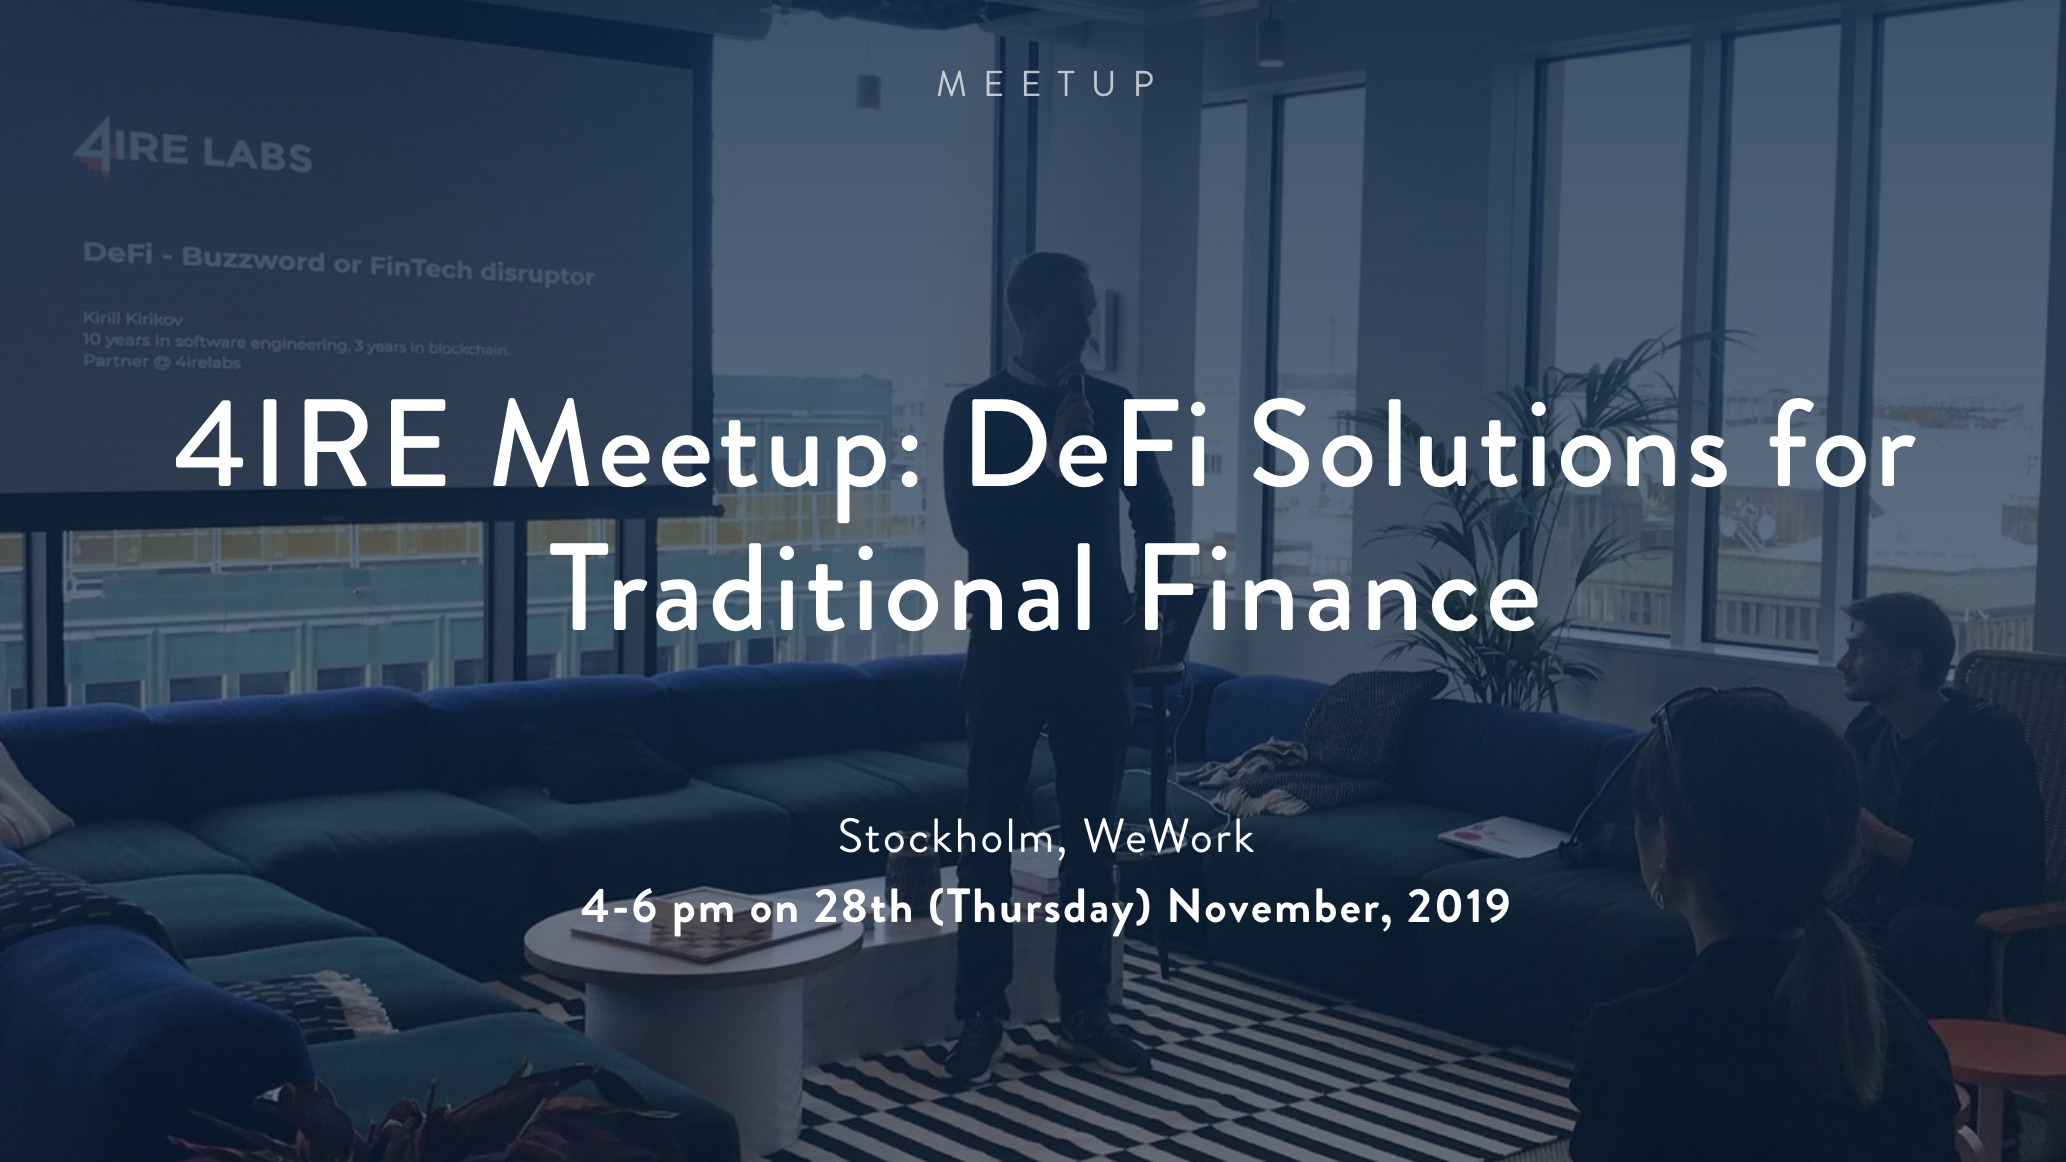 MEETUP
4IRE LABS
DeFi - Buzzword or FinTech disruptor
Kirill Kirikov
10 years in software engineering, 3 years in blockchain.
Partner @ 4irelabs
4IRE Meetup: DeFi Solutions for
Traditional Finance
Stockholm, WeWork
4-6 pm on 28th (Thursday) November, 2019